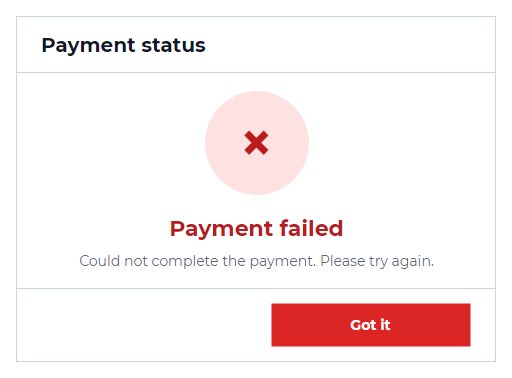 Payment status
Payment failed
Could not complete the payment. Please try again.
Got it